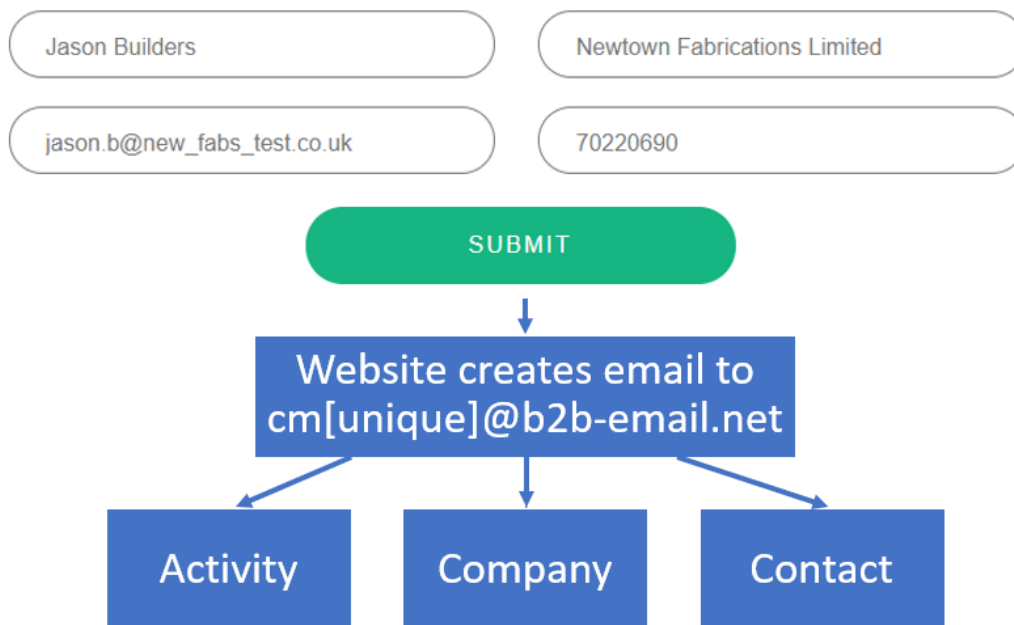 Jason Builders
Newtown Fabrications Limited
jason.b@new_fabs_test.co.uk
70220690
SUBMIT
Website creates email to
cm[unique]@b2b-email.net
Activity
Company
Contact